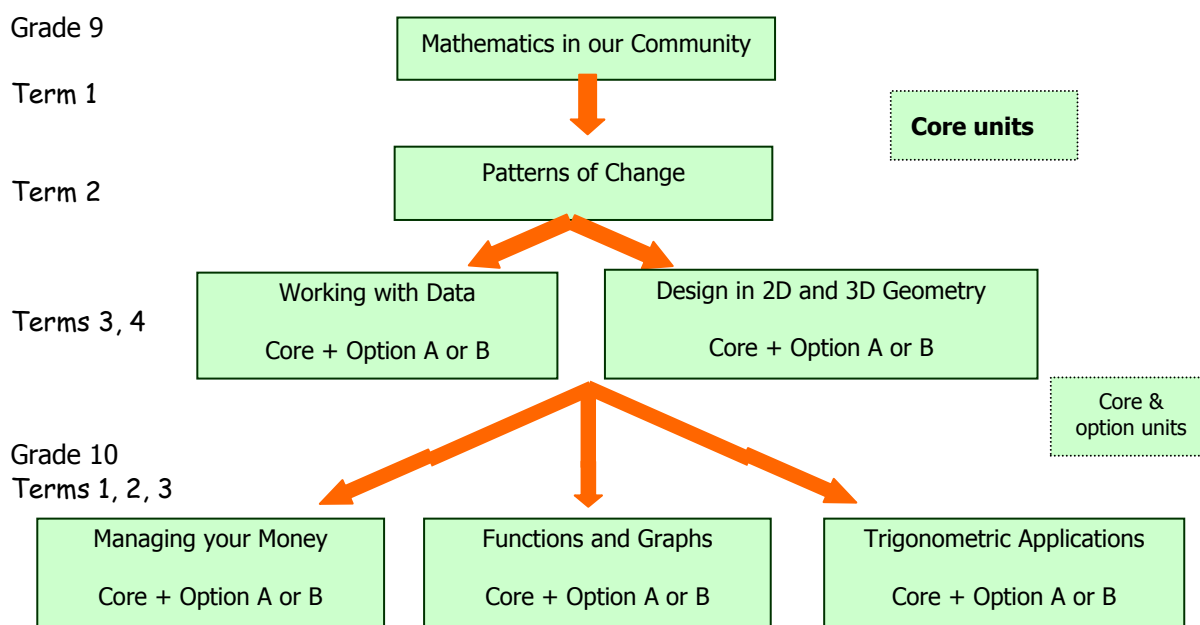 Grade 9
Mathematics in our Community
Term 1
Core units
Patterns of Change
Term 2
Working with Data
Core + Option A or B
Design in 2D and 3D Geometry
Core + Option A or B
Terms 3, 4
Core &
option units
Grade 10
Terms 1, 2, 3
Managing your Money
Core + Option A or B
Functions and Graphs
Core + Option A or B
Trigonometric Applications
Core + Option A or B